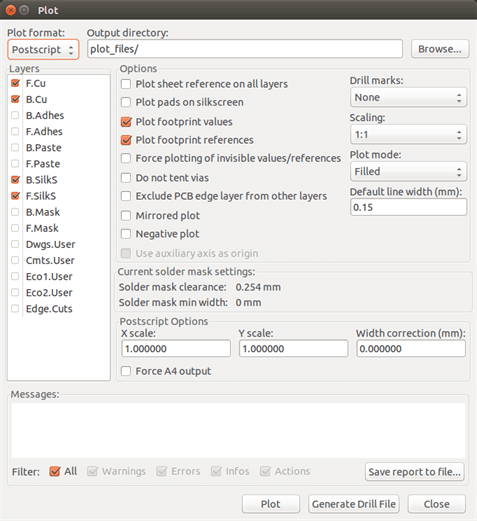 Plot
Plot format:
Postscript
Output directory:
plot_files/
Browse...
Layers
F.Cu
B.Cu
B.Adhes
F.Adhes
B.Paste
F.Paste
B.SilkS
F.SilkS
B.Mask
F.Mask
Dwgs.User
Cmts.User
Eco1.User
Eco2.User
Edge.Cuts
Options
Plot sheet reference on all layers
Plot pads on silkscreen
Plot footprint values
Plot footprint references
Force plotting of invisible values/references
Do not tent vias
Exclude PCB edge layer from other layers
Mirrored plot
Negative plot
Use auxiliary axis as origin
Drill marks:
None
Scaling:
1:1
Plot mode:
Filled
Default line width (mm):
0.15
Current solder mask settings:
Solder mask clearance: 0.254 mm
Solder mask min width: 0 mm
Postscript Options
X scale:
1.000000
Y scale:
1.000000
Width correction (mm):
0.000000
Force A4 output
Messages:
Filter: All Warnings Errors Infos Actions
Save report to file...
Plot
Generate Drill File
Close